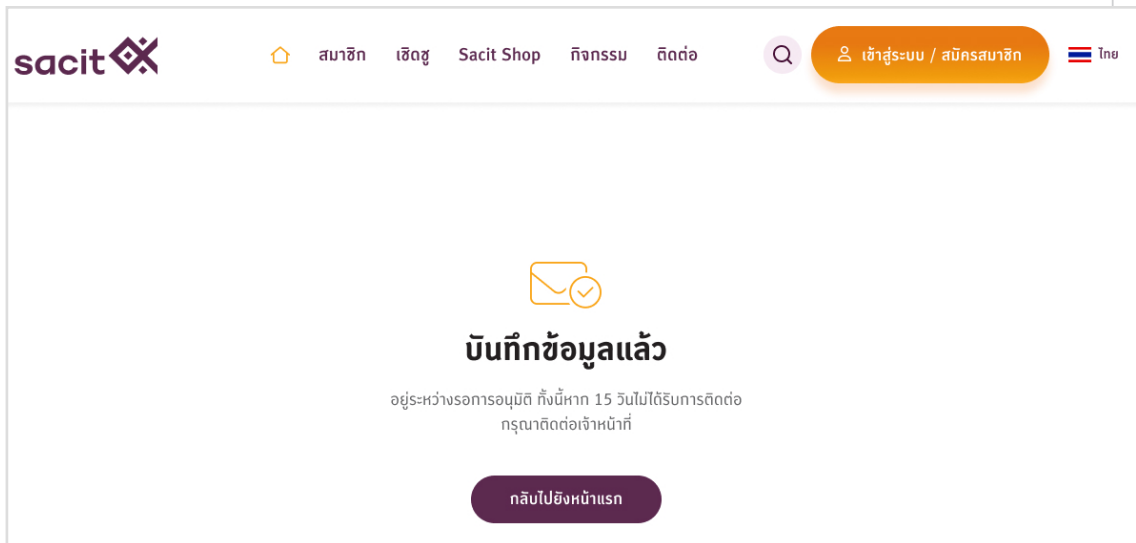 sacit
สมาชิก เชิดชู Sacit Shop กิจกรรม ติดต่อ เข้าสู่ระบบ / สมัครสมาชิก ไทย
บันทึกข้อมูลแล้ว
อยู่ระหว่างรอการอนุมัติ ทั้งนี้หาก 15 วันไม่ได้รับการติดต่อ
กรุณาติดต่อเจ้าหน้าที่
กลับไปยังหน้าแรก